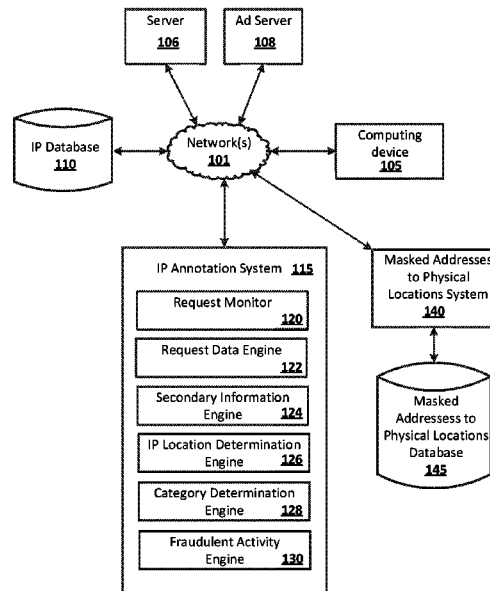 Server
106
Ad Server
108
IP Database
110
Network(s)
101
Computing
device
105
IP Annotation System 115
Request Monitor
120
Request Data Engine
122
Secondary Information
Engine 124
IP Location Determination
Engine 126
Category Determination
Engine 128
Fraudulent Activity
Engine 130
Masked Addresses
to Physical
Locations System
140
Masked
Addressess to
Physical Locations
Database
145